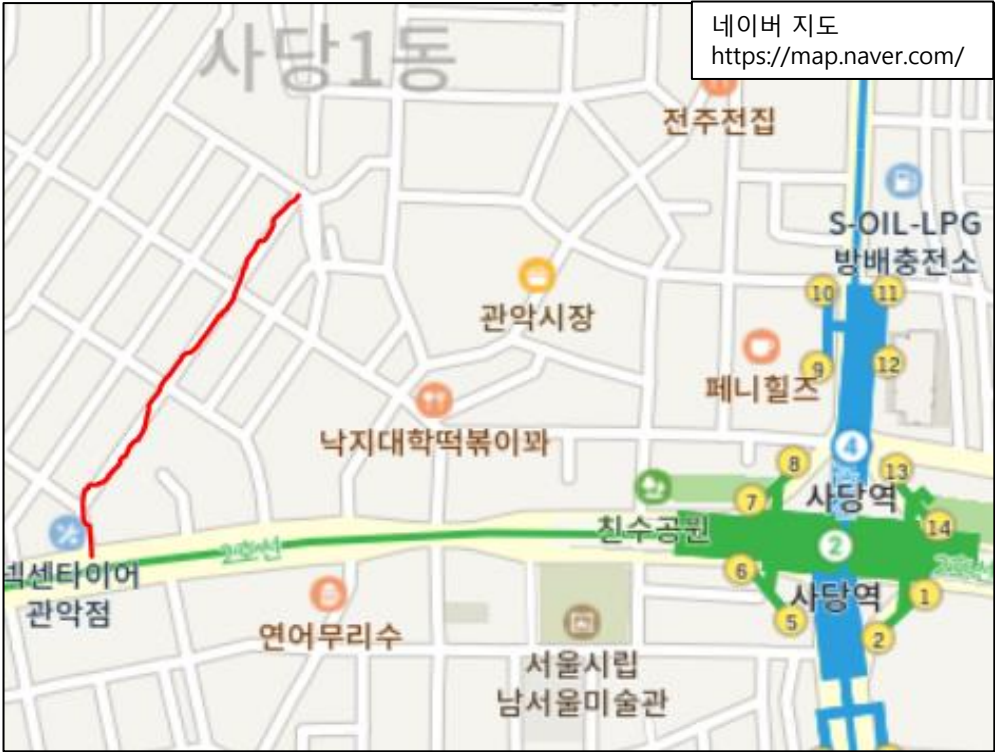 네이버 지도
https://map.naver.com/
사당1동
전주전집
S-OIL-LPG
방배충전소
10
11
관악시장
9
12
페니힐즈
낙지대학떡볶이꽈
4
8
13
7
사당역
14
친수공원
2호선
2
2호선
6
넥센타이어
관악점
사당역
1
5
2
연어무리수
서울시립
남서울미술관